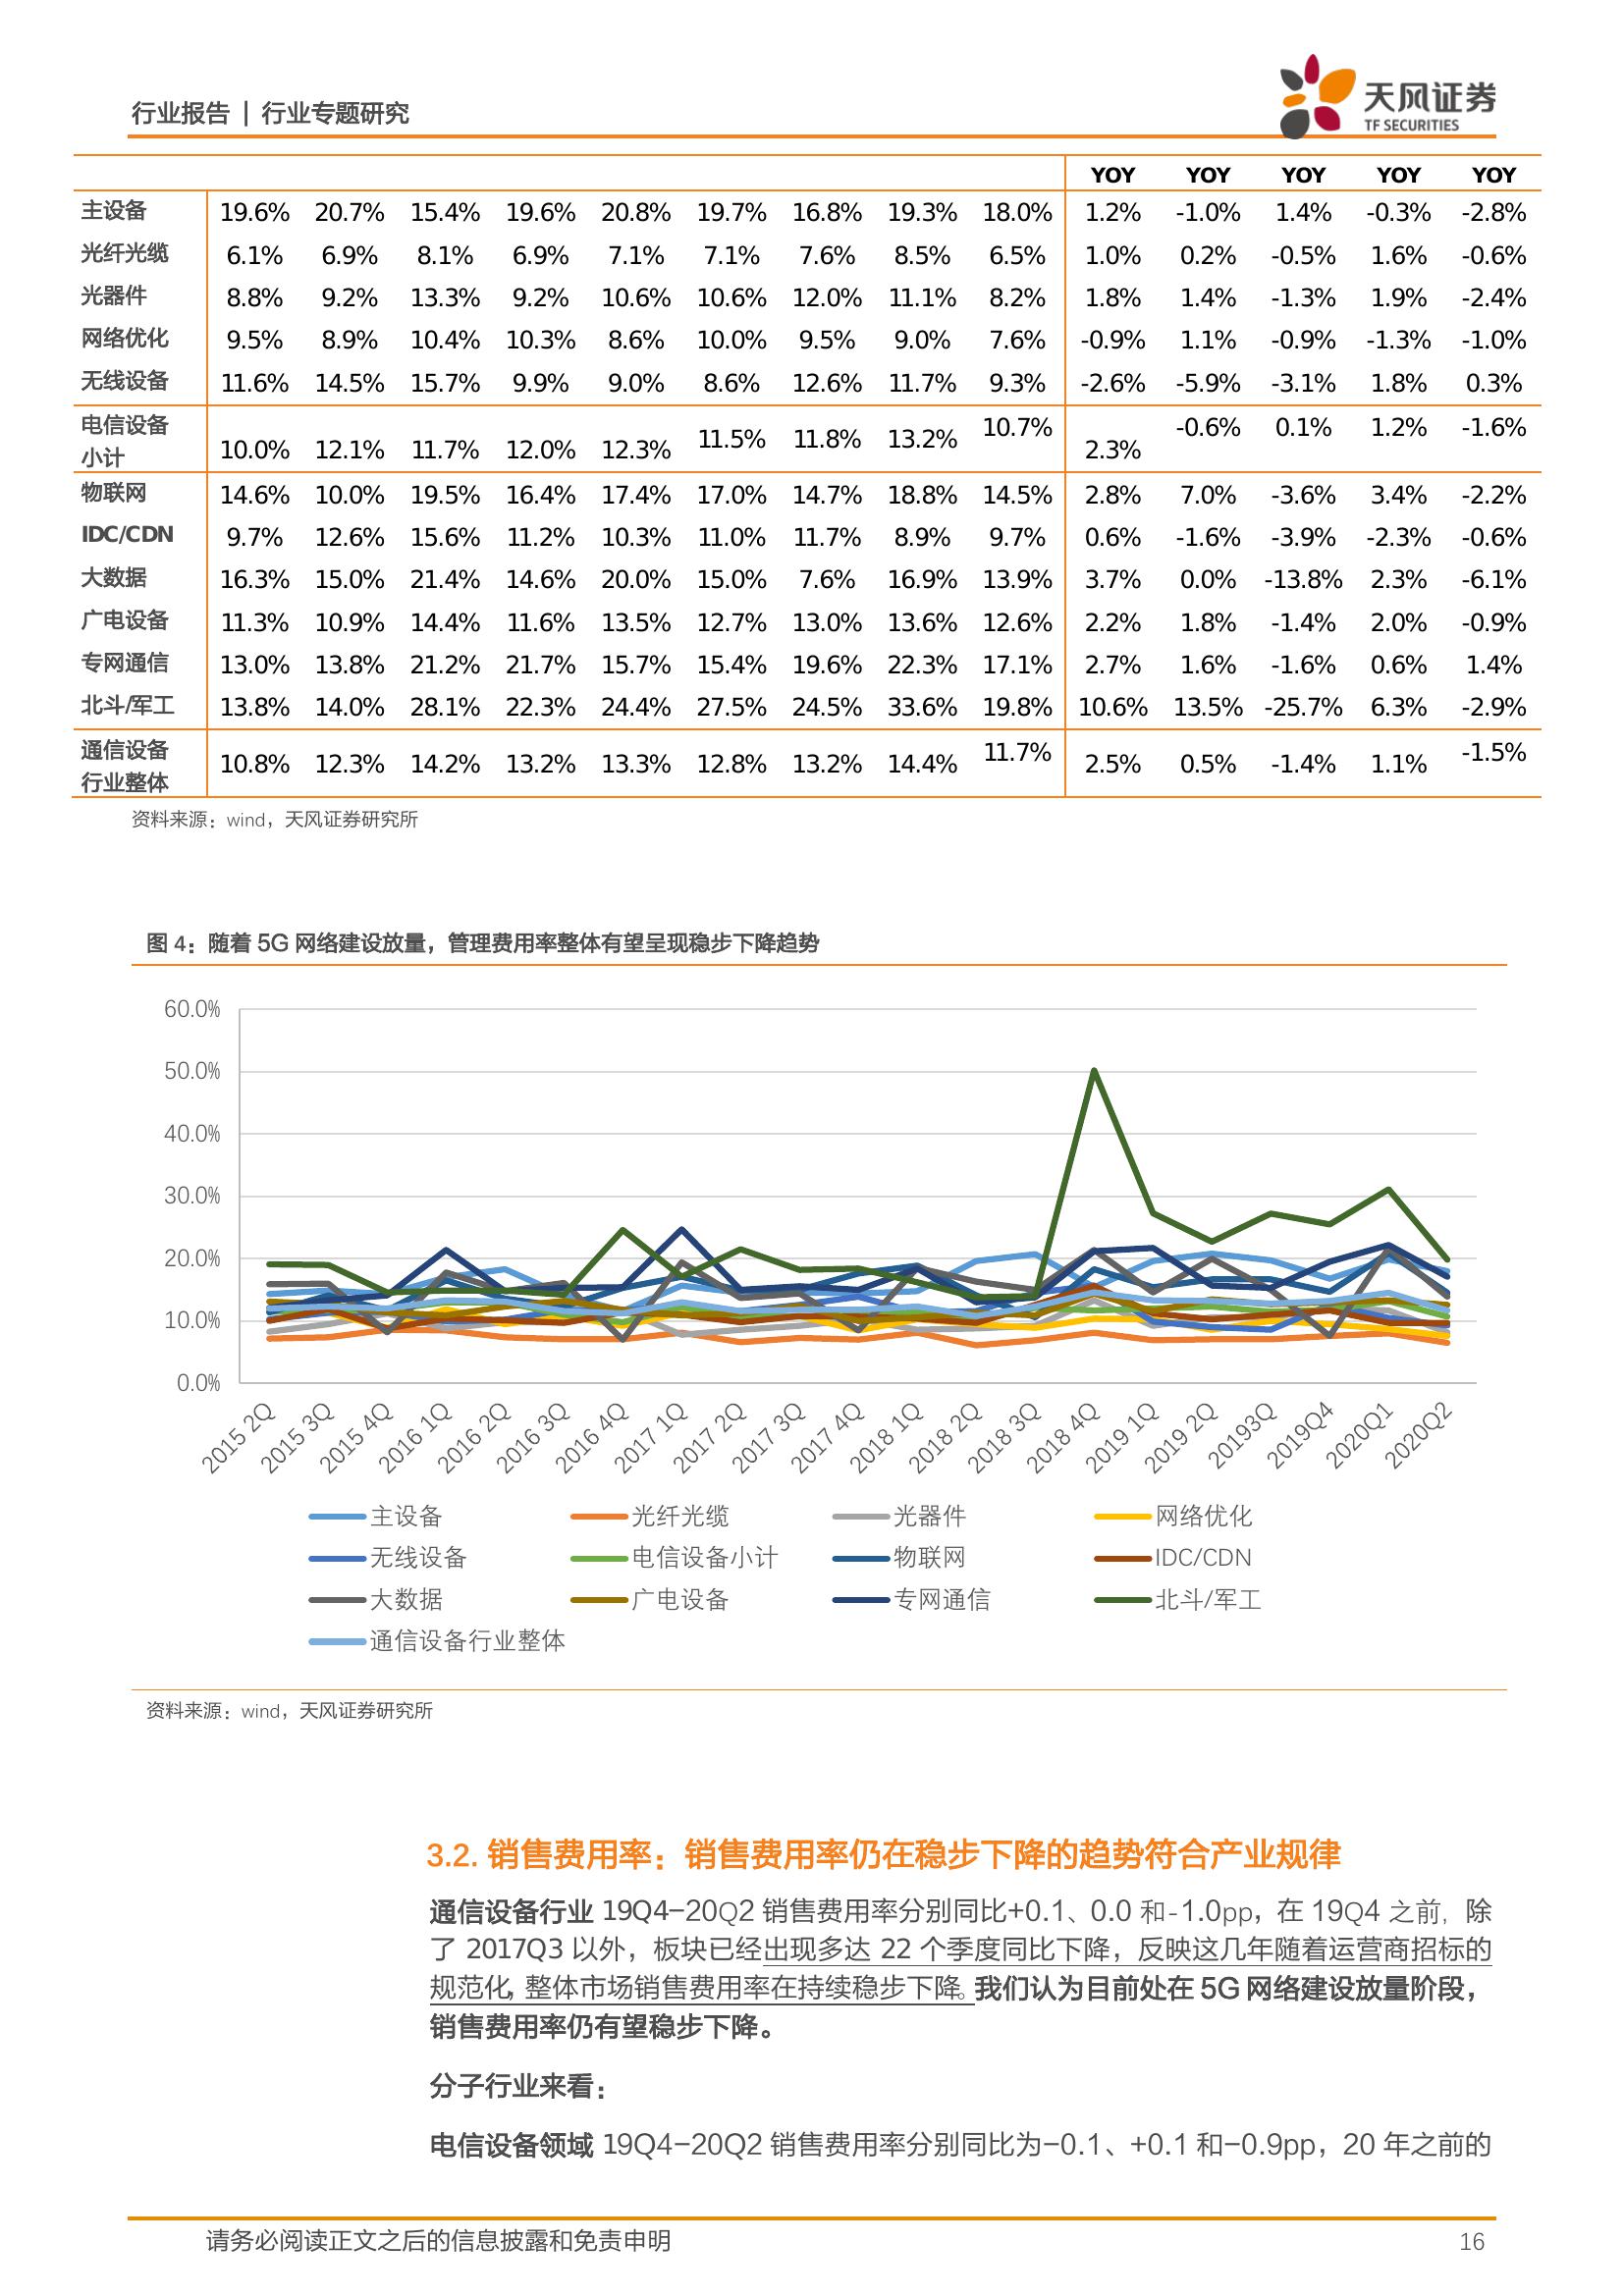 行业报告 | 行业专题研究
天风证券
TF SECURITIES
YOY YOY YOY YOY YOY
主设备 19.6% 20.7% 15.4% 19.6% 20.8% 19.7% 16.8% 19.3% 18.0% 1.2% -1.0% 1.4% -0.3% -2.8%
光纤光缆 6.1% 6.9% 8.1% 6.9% 7.1% 7.1% 7.6% 8.5% 6.5% 1.0% 0.2% -0.5% 1.6% -0.6%
光器件 8.8% 9.2% 13.3% 9.2% 10.6% 10.6% 12.0% 11.1% 8.2% 1.8% 1.4% -1.3% 1.9% -2.4%
网络优化 9.5% 8.9% 10.4% 10.3% 8.6% 10.0% 9.5% 9.0% 7.6% -0.9% 1.1% -0.9% -1.3% -1.0%
无线设备 11.6% 14.5% 15.7% 9.9% 9.0% 8.6% 12.6% 11.7% 9.3% -2.6% -5.9% -3.1% 1.8% 0.3%
电信设备
小计 10.0% 12.1% 11.7% 12.0% 12.3% 11.5% 11.8% 13.2% 10.7% 2.3% -0.6% 0.1% 1.2% -1.6%
物联网 14.6% 10.0% 19.5% 16.4% 17.4% 17.0% 14.7% 18.8% 14.5% 2.8% 7.0% -3.6% 3.4% -2.2%
IDC/CDN 9.7% 12.6% 15.6% 11.2% 10.3% 11.0% 11.7% 8.9% 9.7% 0.6% -1.6% -3.9% -2.3% -0.6%
大数据 16.3% 15.0% 21.4% 14.6% 20.0% 15.0% 7.6% 16.9% 13.9% 3.7% 0.0% -13.8% 2.3% -6.1%
广电设备 11.3% 10.9% 14.4% 11.6% 13.5% 12.7% 13.0% 13.6% 12.6% 2.2% 1.8% -1.4% 2.0% -0.9%
专网通信 13.0% 13.8% 21.2% 21.7% 15.7% 15.4% 19.6% 22.3% 17.1% 2.7% 1.6% -1.6% 0.6% 1.4%
北斗/军工 13.8% 14.0% 28.1% 22.3% 24.4% 27.5% 24.5% 33.6% 19.8% 10.6% 13.5% -25.7% 6.3% -2.9%
通信设备
行业整体 10.8% 12.3% 14.2% 13.2% 13.3% 12.8% 13.2% 14.4% 11.7% 2.5% 0.5% -1.4% 1.1% -1.5%
资料来源：wind，天风证券研究所
图 4：随着 5G 网络建设放量，管理费用率整体有望呈现稳步下降趋势
60.0%
50.0%
40.0%
30.0%
20.0%
10.0%
0.0%
2015 2Q 2015 3Q 2015 4Q 2016 1Q 2016 2Q 2016 3Q 2016 4Q 2017 1Q 2017 2Q 2017 3Q 2017 4Q 2018 1Q 2018 2Q 2018 3Q 2018 4Q 2019 1Q 2019 2Q 20193Q 2019Q4 2020Q1 2020Q2
主设备 光纤光缆 光器件 网络优化
无线设备 电信设备小计 物联网 IDC/CDN
大数据 广电设备 专网通信 北斗/军工
通信设备行业整体
资料来源：wind，天风证券研究所
3.2. 销售费用率：销售费用率仍在稳步下降的趋势符合产业规律
通信设备行业 19Q4-20Q2 销售费用率分别同比+0.1、0.0 和-1.0pp，在 19Q4 之前，除
了 2017Q3 以外，板块已经出现多达 22 个季度同比下降，反映这几年随着运营商招标的
规范化，整体市场销售费用率在持续稳步下降。我们认为目前处在 5G 网络建设放量阶段，
销售费用率仍有望稳步下降。
分子行业来看：
电信设备领域 19Q4-20Q2 销售费用率分别同比为-0.1、+0.1 和-0.9pp，20 年之前的
请务必阅读正文之后的信息披露和免责申明 16